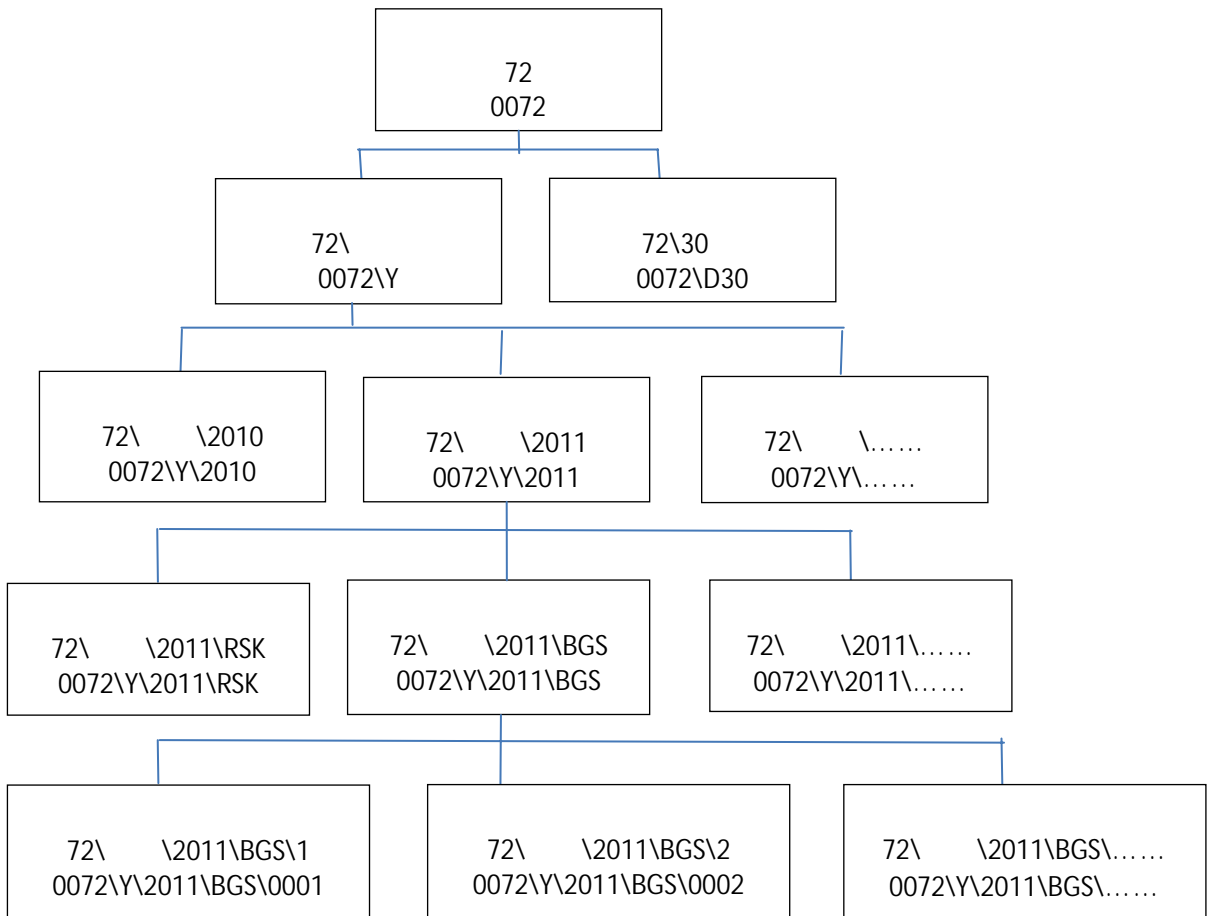 72
0072
72\
0072\Y
72\30
0072\D30
72\ \2010
0072\Y\2010
72\ \2011
0072\Y\2011
72\ \……
0072\Y\……
72\ \2011\RSK
0072\Y\2011\RSK
72\ \2011\BGS
0072\Y\2011\BGS
72\ \2011\……
0072\Y\2011\……
72\ \2011\BGS\1
0072\Y\2011\BGS\0001
72\ \2011\BGS\2
0072\Y\2011\BGS\0002
72\ \2011\BGS\……
0072\Y\2011\BGS\……